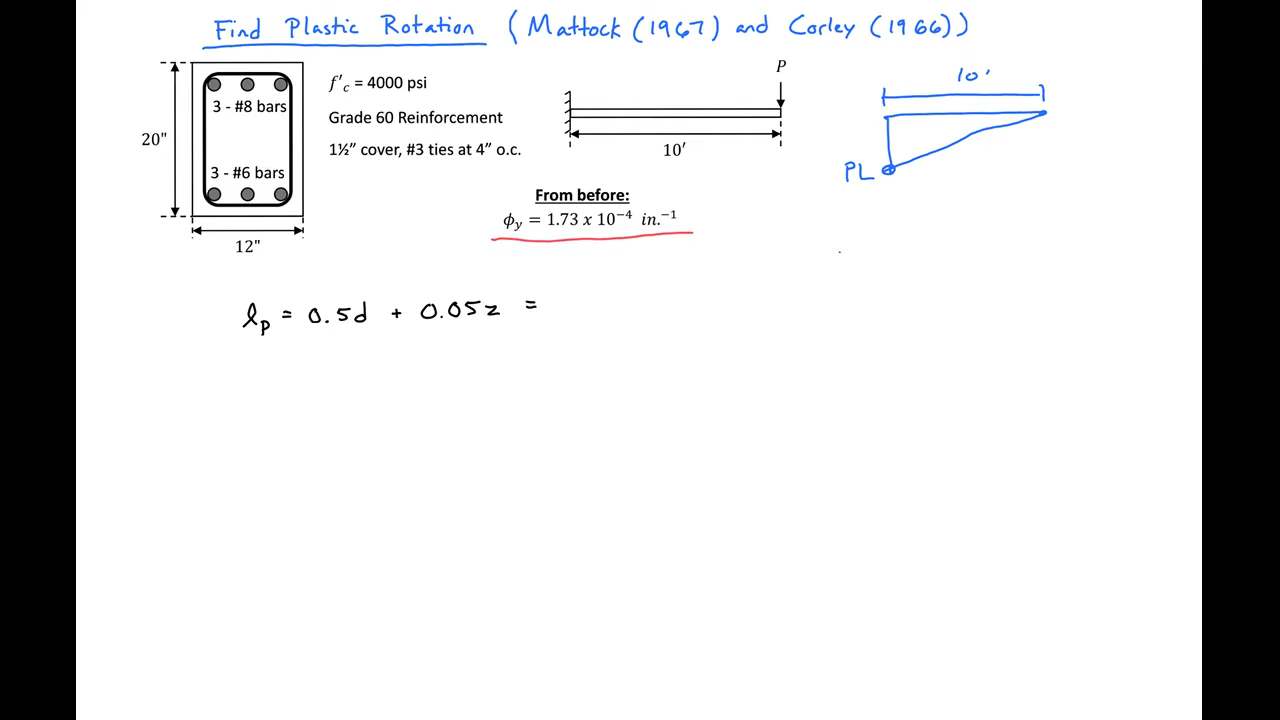 Find Plastic Rotation (Mattock (1967) and Corley (1966))
3 - #8 bars
3 - #6 bars
20"
12"
f'c = 4000 psi
Grade 60 Reinforcement
1½” cover, #3 ties at 4” o.c.
P
10′
From before:
ϕy = 1.73 x 10⁻⁴ in.⁻¹
10'
PL
ℓp = 0.5d + 0.05z =